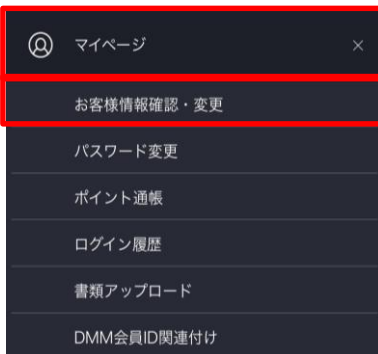 マイページ ×
お客様情報確認・変更
パスワード変更
ポイント通帳
ログイン履歴
書類アップロード
DMM会員ID関連付け